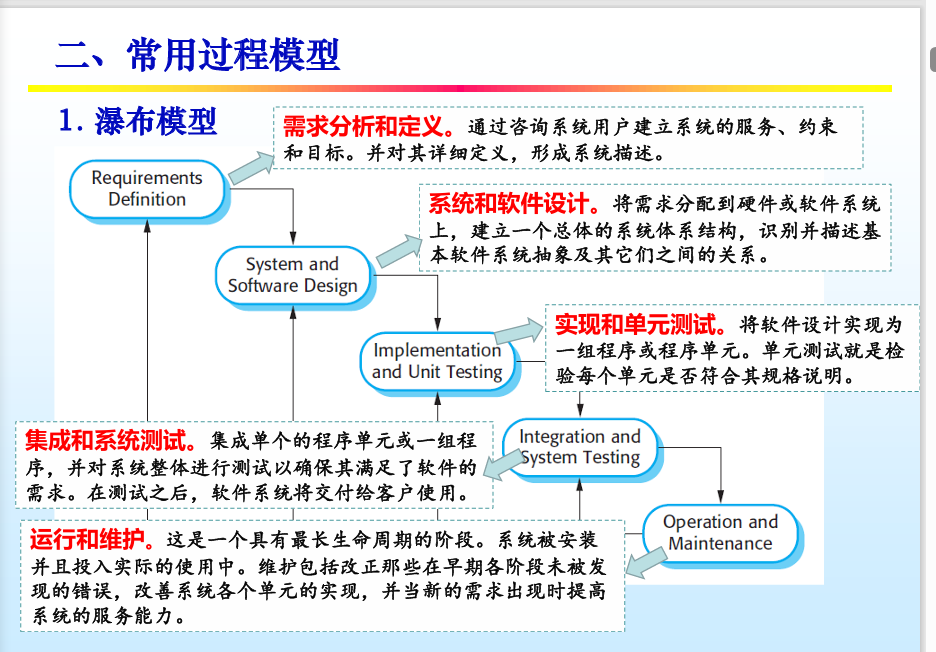 二、常用过程模型
1. 瀑布模型
需求分析和定义。通过咨询系统用户建立系统的服务、约束
和目标。并对其详细定义，形成系统描述。
Requirements
Definition
系统和软件设计。将需求分配到硬件或软件系统
上，建立一个总体的系统体系结构，识别并描述基
本软件系统抽象及其它们之间的关系。
System and
Software Design
实现和单元测试。将软件设计实现为
一组程序或程序单元。单元测试就是检
验每个单元是否符合其规格说明。
Implementation
and Unit Testing
集成和系统测试。集成单个的程序单元或一组程
序，并对系统整体进行测试以确保其满足了软件的
需求。在测试之后，软件系统将交付给客户使用。
Integration and
System Testing
运行和维护。这是一个具有最长生命周期的阶段。系统被安装
并且投入实际的使用中。维护包括改正那些在早期各阶段未被发
现的错误，改善系统各个单元的实现，并当新的需求出现时提高
系统的服务能力。
Operation and
Maintenance